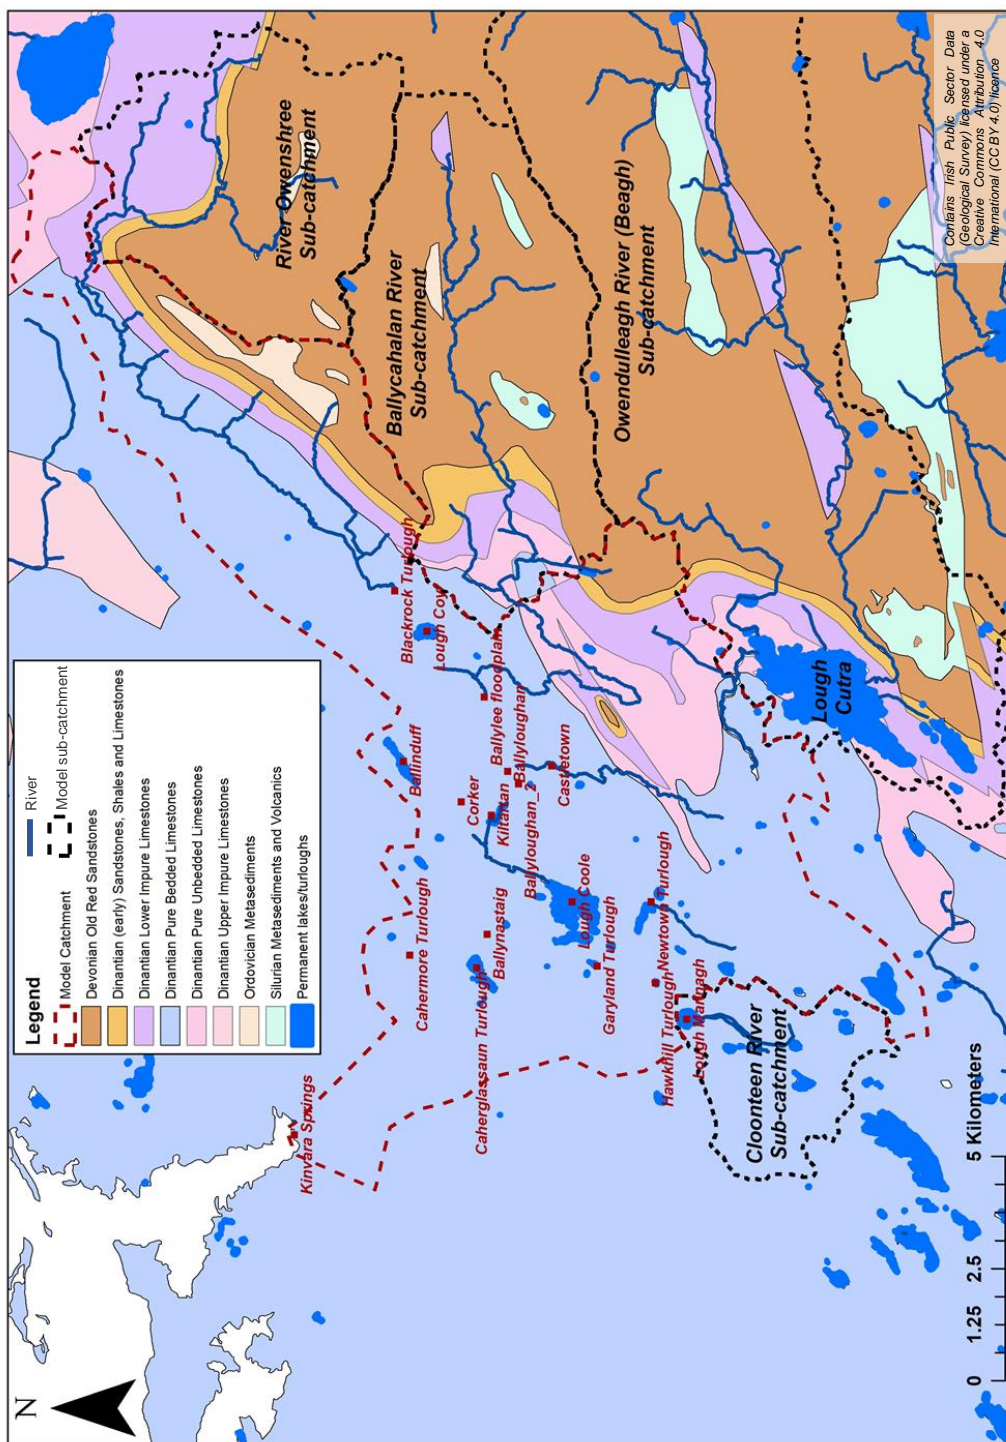 N
Legend
Model Catchment
River
Model sub-catchment
Devonian Old Red Sandstones
Dinantian (early) Sandstones, Shales and Limestones
Dinantian Lower Impure Limestones
Dinantian Pure Bedded Limestones
Dinantian Pure Unbedded Limestones
Dinantian Upper Impure Limestones
Ordovician Metasediments
Silurian Metasediments and Volcanics
Permanent lakes/turloughs
Kinvara Springs
Cahermore Turlough
Ballinduff
Blackrock Turlough
Lough Coy
Caherglassaun Turlough
Ballynastaig
Corker
Kiltartan
Ballylee floodplain
Ballyloughan
Ballyloughan_2
Castletown
Lough Coole
Garyland Turlough
Newtown Turlough
Hawkhill Turlough
Lough Mannagh
River Owenshree
Sub-catchment
Ballycahalan River
Sub-catchment
Owendulleagh River (Beagh)
Sub-catchment
Lough
Cutra
Cloonteen River
Sub-catchment
0 1.25 2.5 5 Kilometers
Contains Irish Public Sector Data
(Geological Survey) licensed under a
Creative Commons Attribution 4.0
International (CC BY 4.0) licence